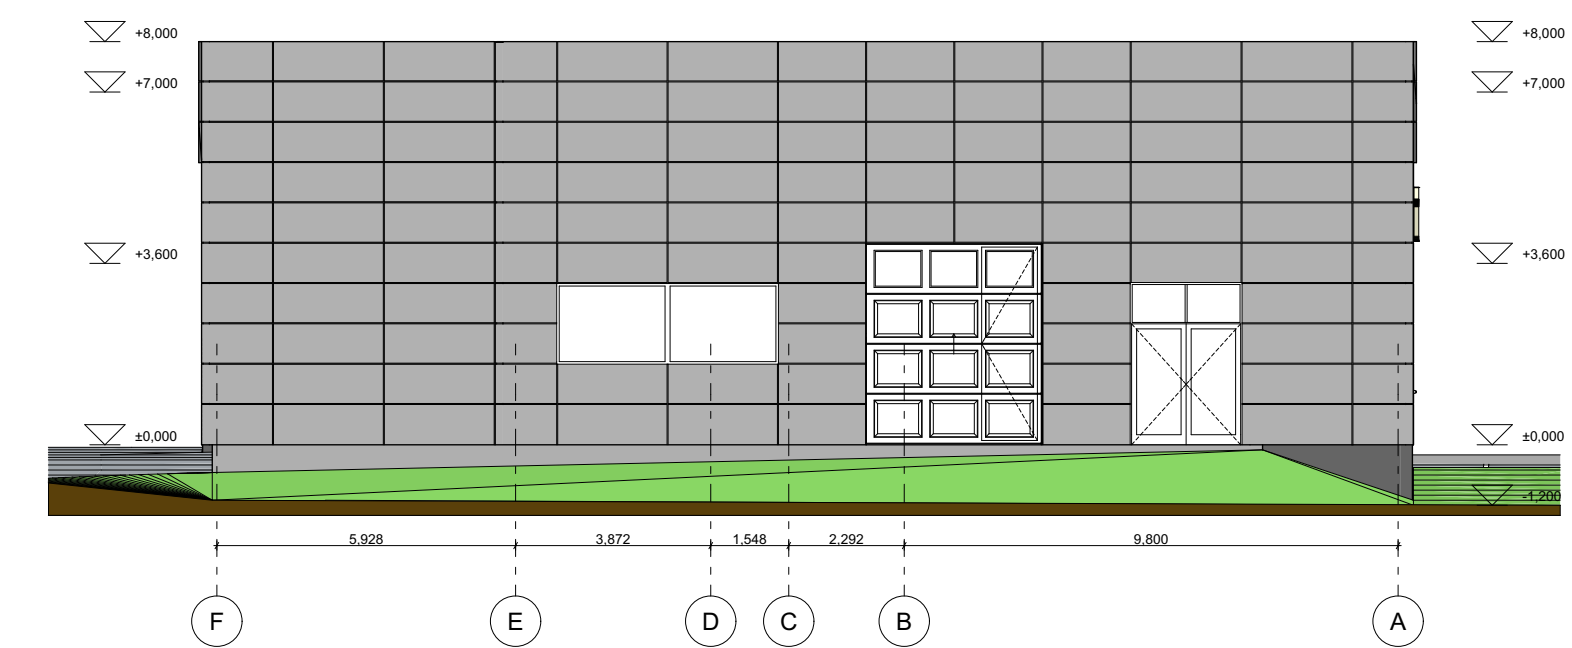 +8,000
+8,000
+7,000
+7,000
+3,600
+3,600
±0,000
±0,000
-1,200
5,928
3,872
1,548
2,292
9,800
F
E
D
C
B
A